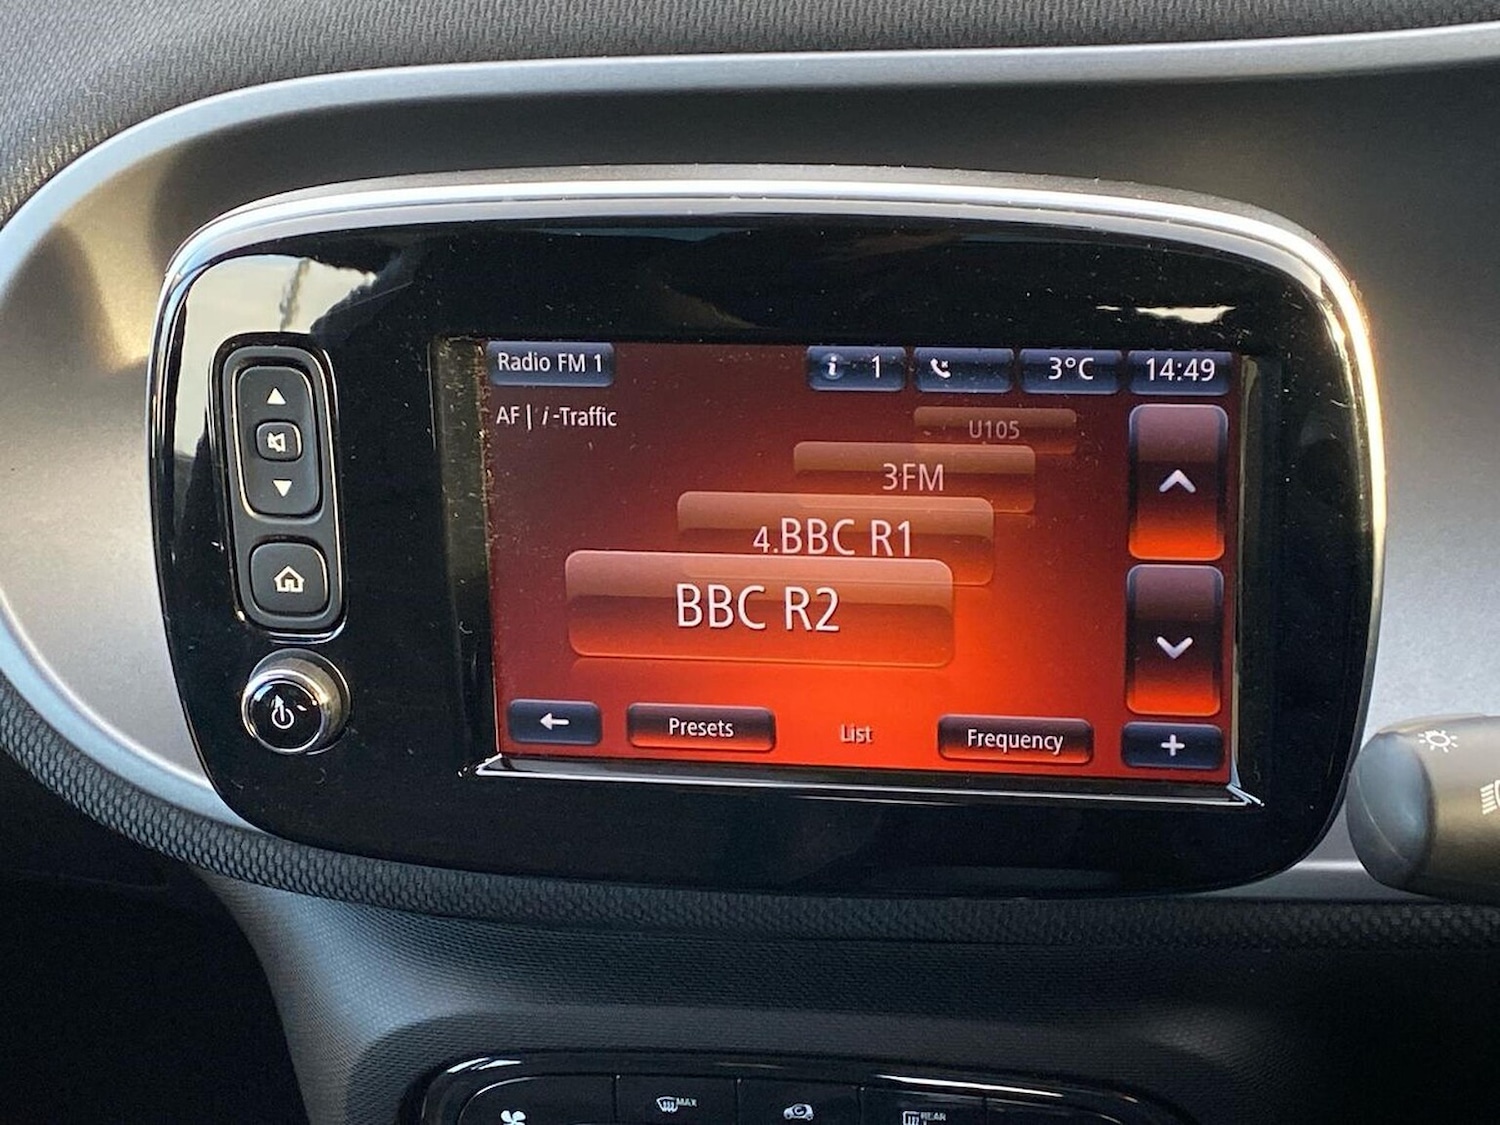 Radio FM 1
i 1
3°C
14:49
AF | i-Traffic
U105
3FM
4.BBC R1
BBC R2
Presets
List
Frequency
+
MAX
REAR